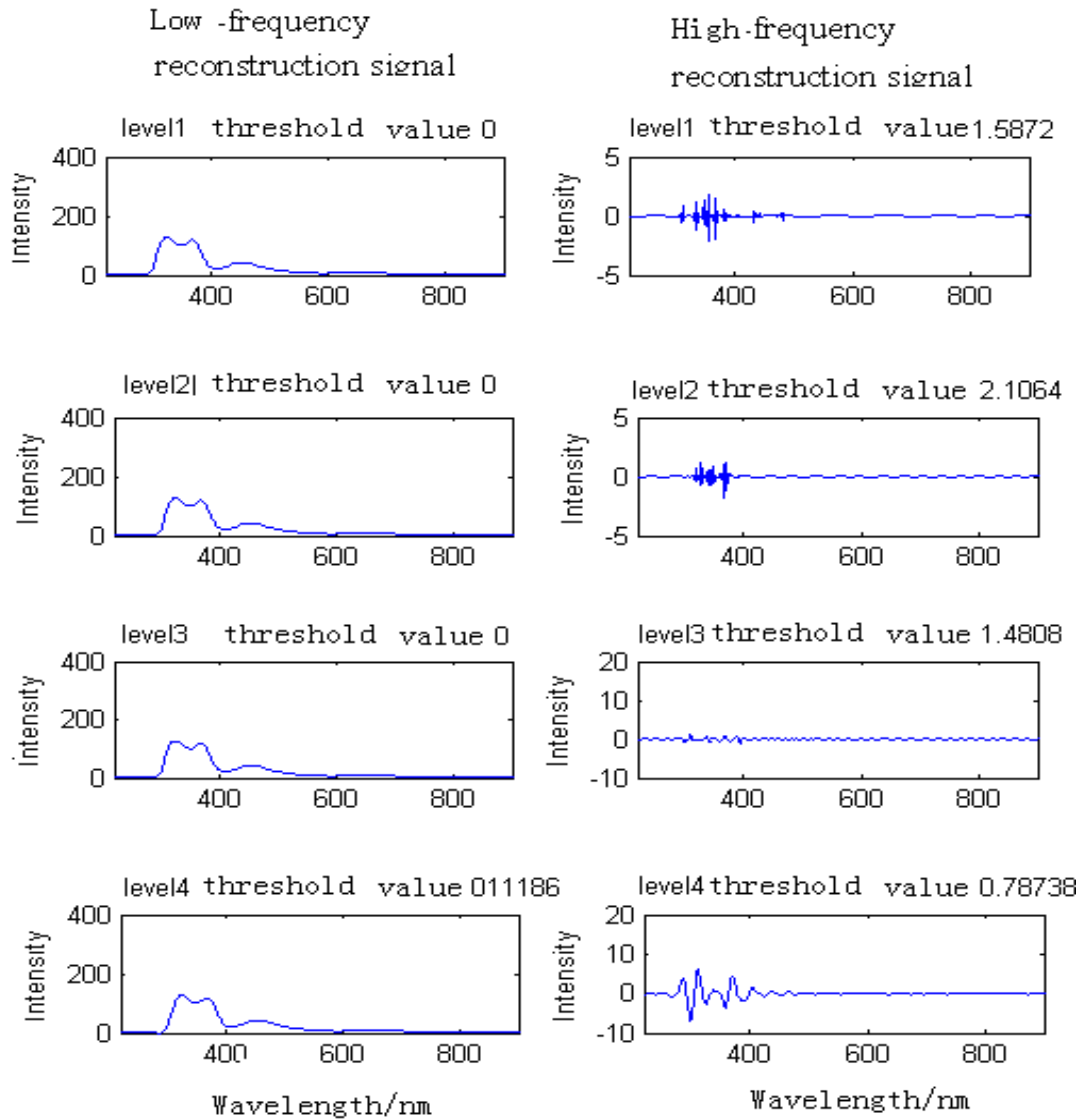 Low -frequency
reconstruction signal
High-frequency
reconstruction signal
level1 threshold value 0
400
200
0
Intensity
400 600 800
level1 threshold value1.5872
5
0
-5
Intensity
400 600 800
level2| threshold value 0
400
200
0
Intensity
400 600 800
level2 threshold value 2.1064
5
0
-5
Intensity
400 600 800
level3 threshold value 0
400
200
0
Intensity
400 600 800
level3 threshold value 1.4808
20
10
0
-10
Intensity
400 600 800
level4 threshold value 011186
400
200
0
Intensity
400 600 800
Wavelength/nm
level4 threshold value 0.78738
20
10
0
-10
Intensity
400 600 800
Wavelength/nm